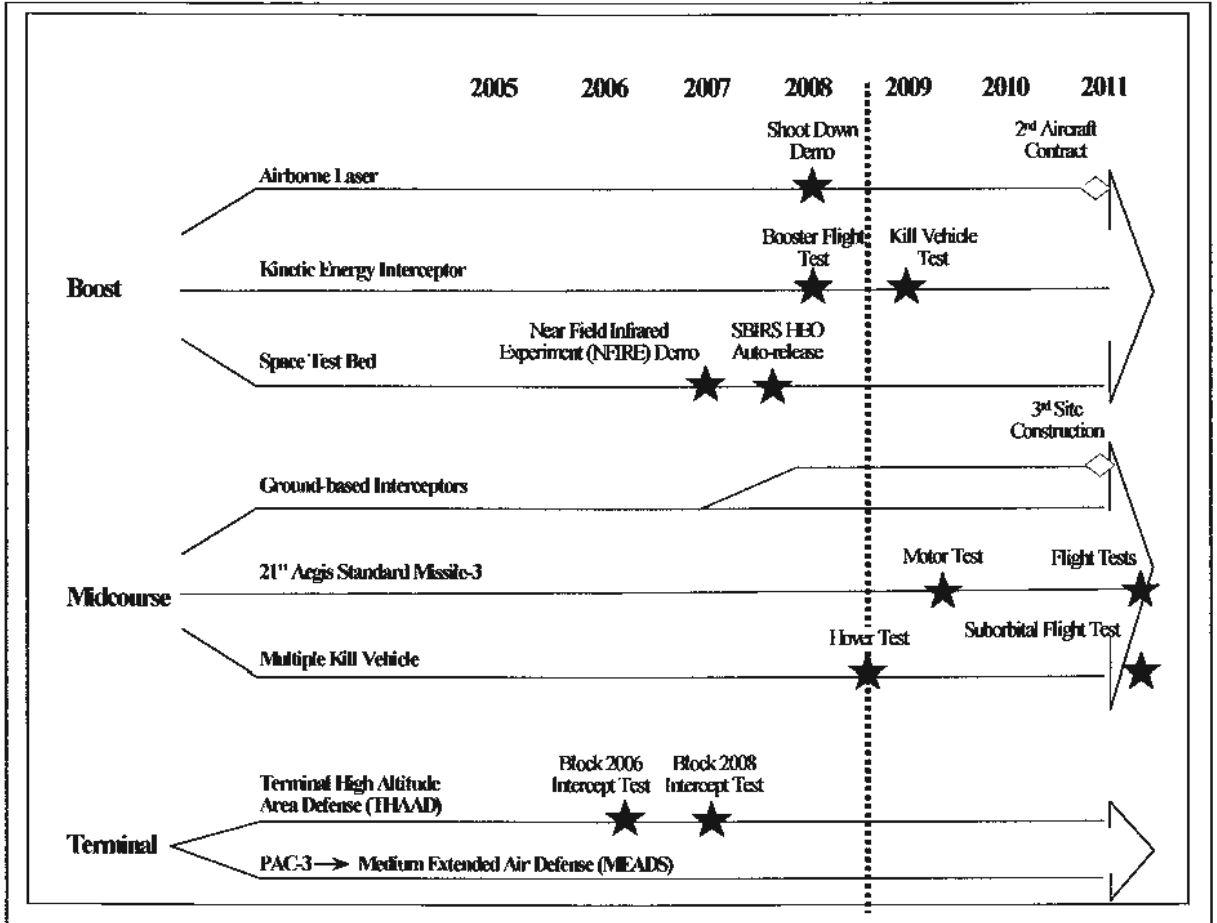 2005 2006 2007 2008 2009 2010 2011
Shoot Down
Demo
2nd Aircraft
Contract
Airborne Laser
Booster Flight
Test
Kill Vehicle
Test
Kinetic Energy Interceptor
Boost
Near Field Infrared
Experiment (NFIRE) Demo
SBIRS HEO
Auto-release
Space Test Bed
3rd Site
Construction
Ground-based Interceptors
21" Aegis Standard Missile-3
Motor Test
Flight Tests
Midcourse
Hover Test
Suborbital Flight Test
Multiple Kill Vehicle
Block 2006
Intercept Test
Block 2008
Intercept Test
Terminal High Altitude
Area Defense (THAAD)
Terminal
PAC-3 → Medium Extended Air Defense (MEADS)